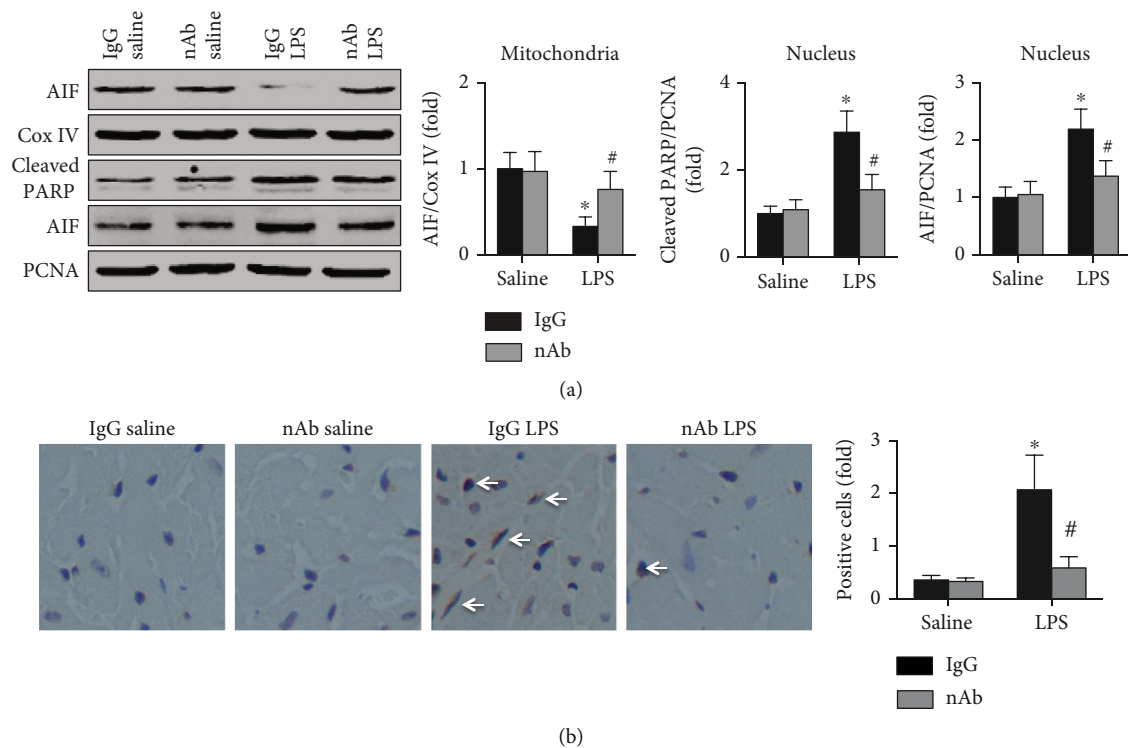 IgG saline
nAb saline
IgG LPS
nAb LPS
AIF
Cox IV
Cleaved PARP
AIF
PCNA
Mitochondria
AIF/Cox IV (fold)
2
1
0
*
#
Saline
LPS
Nucleus
Cleaved PARP/PCNA (fold)
4
2
0
*
#
Saline
LPS
Nucleus
AIF/PCNA (fold)
3
2
1
0
*
#
Saline
LPS
IgG
nAb
(a)
IgG saline
nAb saline
IgG LPS
nAb LPS
Positive cells (fold)
3
2
1
0
*
#
Saline
LPS
IgG
nAb
(b)